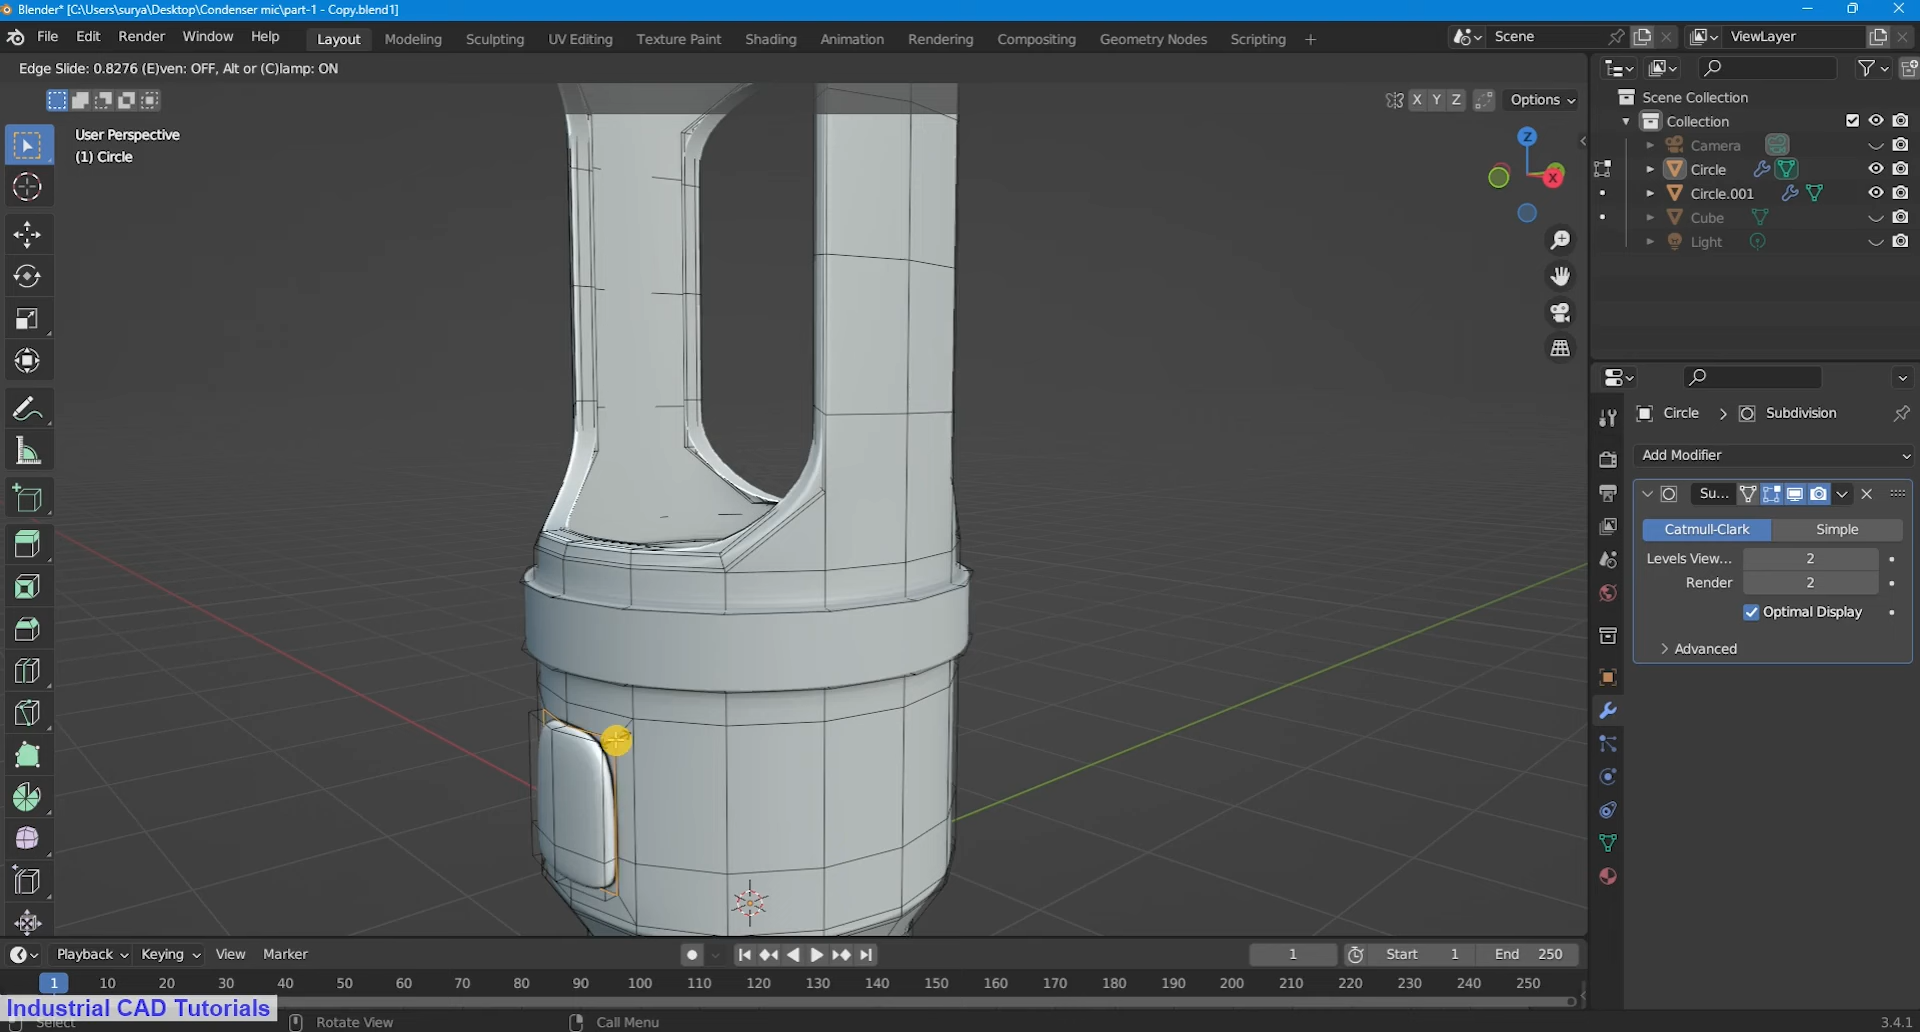 Blender* [C:\Users\surya\Desktop\Condenser mic\part-1 - Copy.blend1]
File Edit Render Window Help Layout Modeling Sculpting UV Editing Texture Paint Shading Animation Rendering Compositing Geometry Nodes Scripting + Scene ViewLayer
Edge Slide: 0.8276 (E)ven: OFF, Alt or (C)lamp: ON
X Y Z Options
User Perspective
(1) Circle
Z
X
Scene Collection
Collection
Camera
Circle
Circle.001
Cube
Light
Circle > Subdivision
Add Modifier
Su...
Catmull-Clark Simple
Levels View... 2
Render 2
Optimal Display
Advanced
Playback Keying View Marker 1 Start 1 End 250
1 10 20 30 40 50 60 70 80 90 100 110 120 130 140 150 160 170 180 190 200 210 220 230 240 250
Industrial CAD Tutorials
Select Rotate View Call Menu 3.4.1